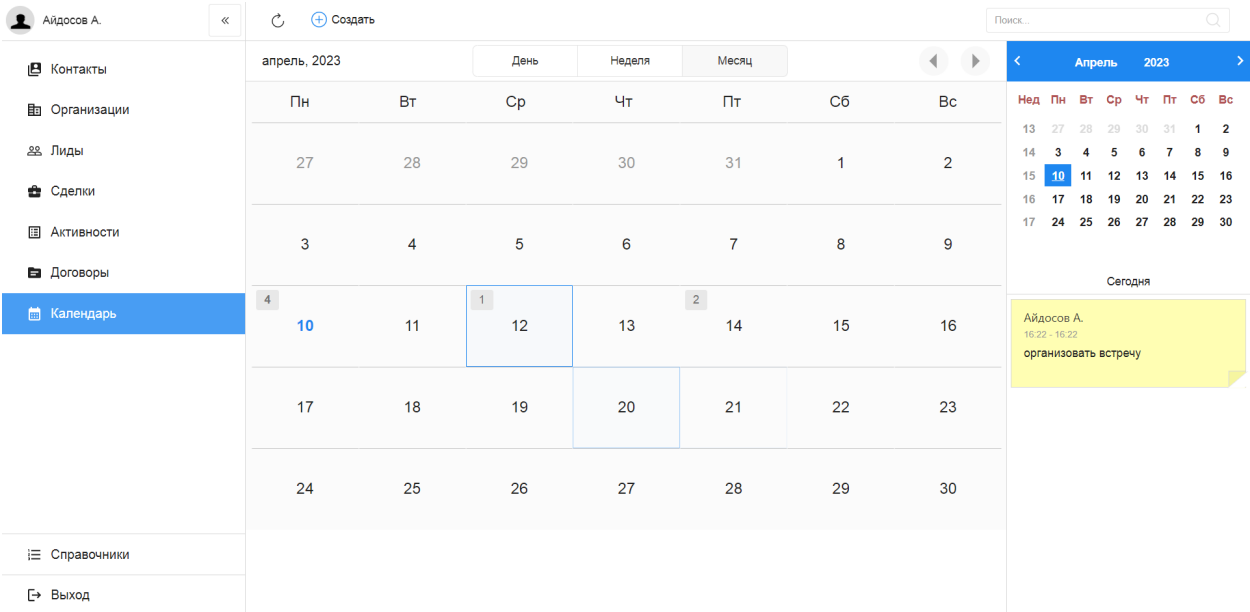 Айдосов А.
«
Создать
Поиск...
Контакты
Организации
Лиды
Сделки
Активности
Договоры
Календарь
Справочники
Выход
апрель, 2023
День Неделя Месяц
Пн Вт Ср Чт Пт Сб Вс
27 28 29 30 31 1 2
3 4 5 6 7 8 9
4 1 2
10 11 12 13 14 15 16
17 18 19 20 21 22 23
24 25 26 27 28 29 30
Апрель 2023
Нед Пн Вт Ср Чт Пт Сб Вс
13 27 28 29 30 31 1 2
14 3 4 5 6 7 8 9
15 10 11 12 13 14 15 16
16 17 18 19 20 21 22 23
17 24 25 26 27 28 29 30
Сегодня
Айдосов А.
16:22 - 16:22
организовать встречу